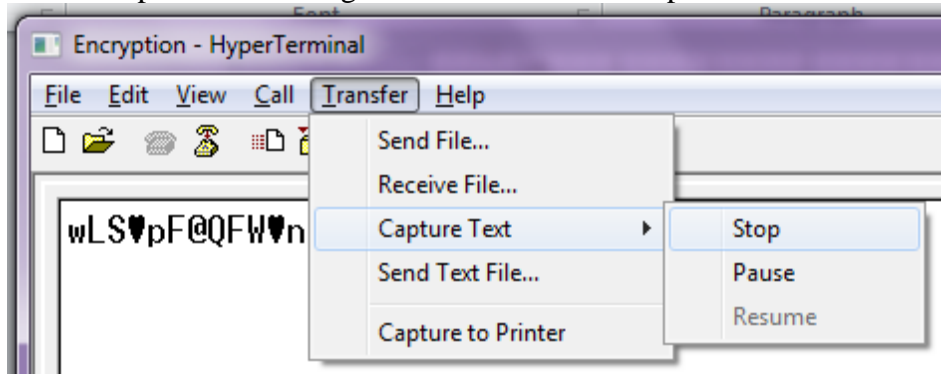 Font
Paragraph
Encryption - HyperTerminal
File Edit View Call Transfer Help
Send File...
Receive File...
wLS♥pF@QFW♥n
Capture Text
Stop
Send Text File...
Pause
Capture to Printer
Resume